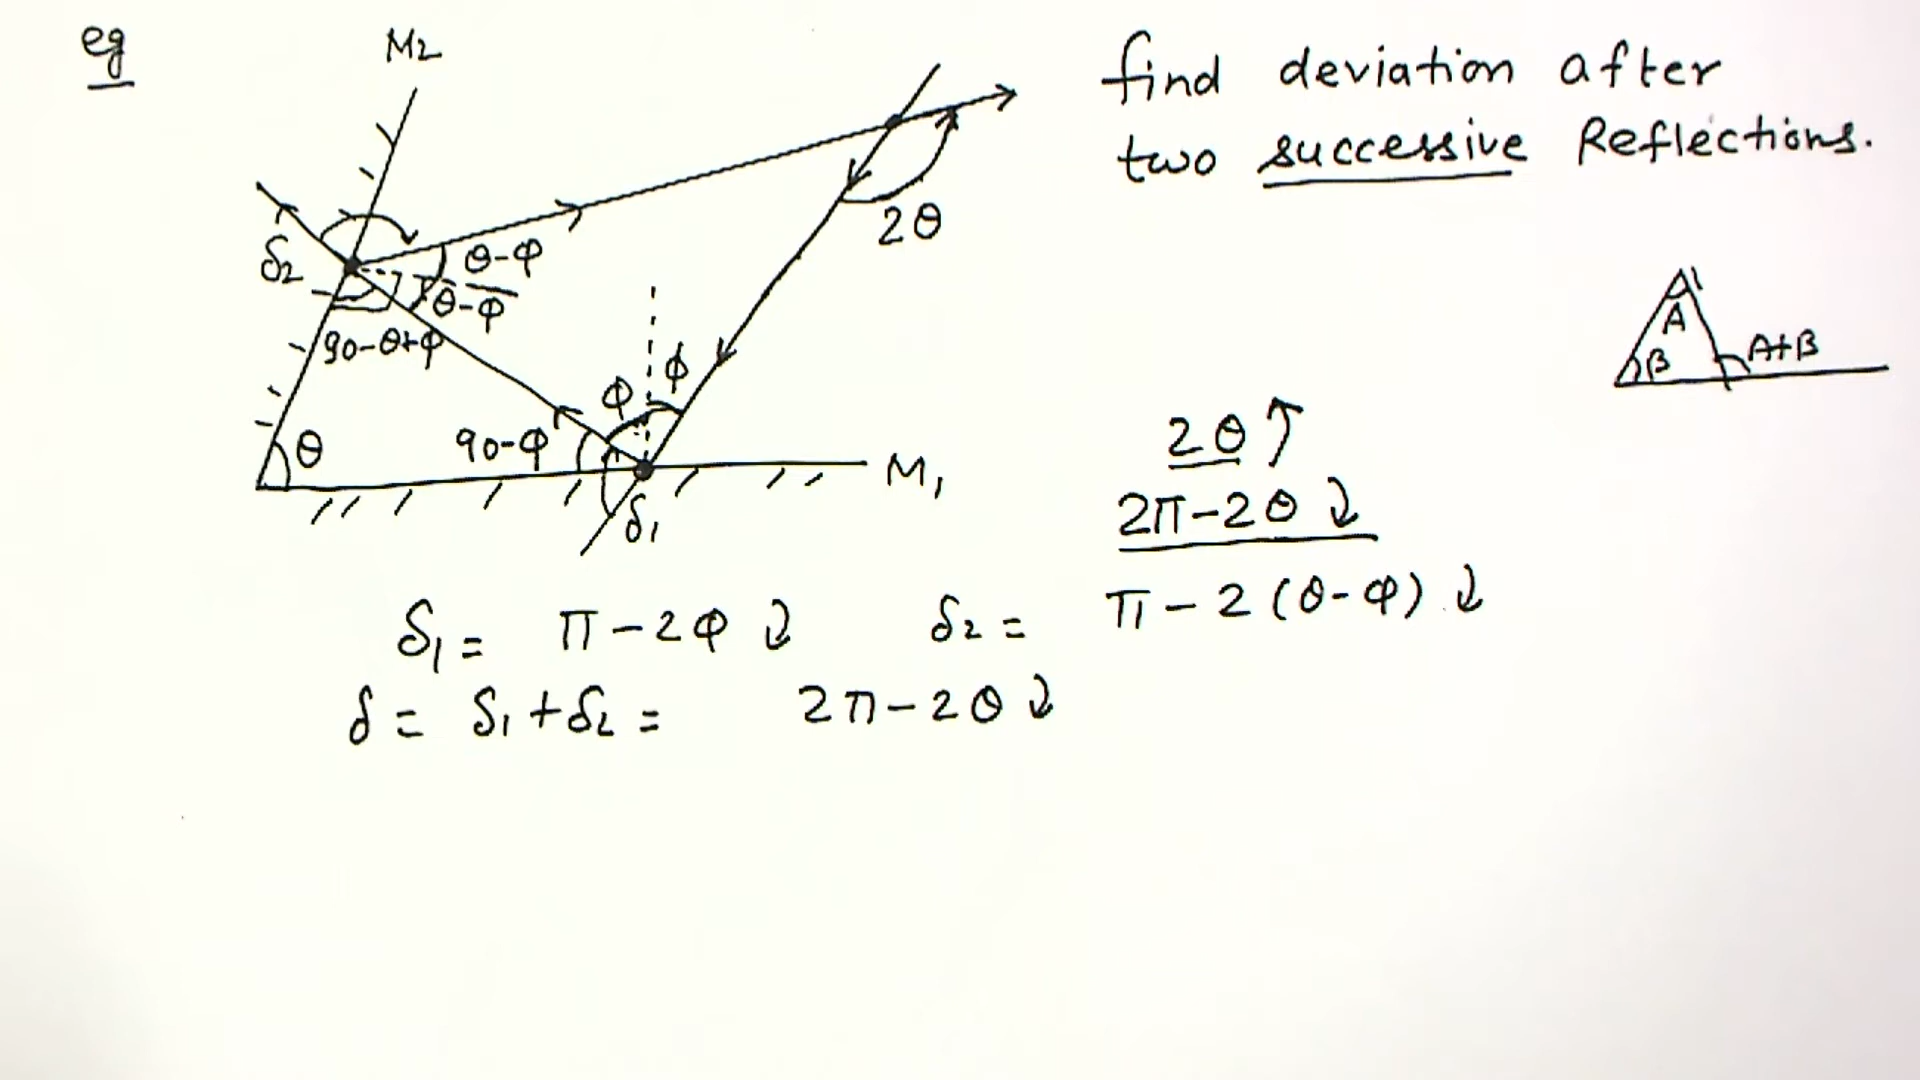 eg
M2
find deviation after
two successive Reflections.
2θ
δ2
θ-φ
θ-φ
90-θ+φ
A
B
A+B
φ
φ
θ
90-φ
M1
δ1
2θ↑
2π-2θ ↓
δ1 = π-2φ ↓ δ2 = π-2(θ-φ) ↓
δ = δ1+δ2 = 2π-2θ ↓